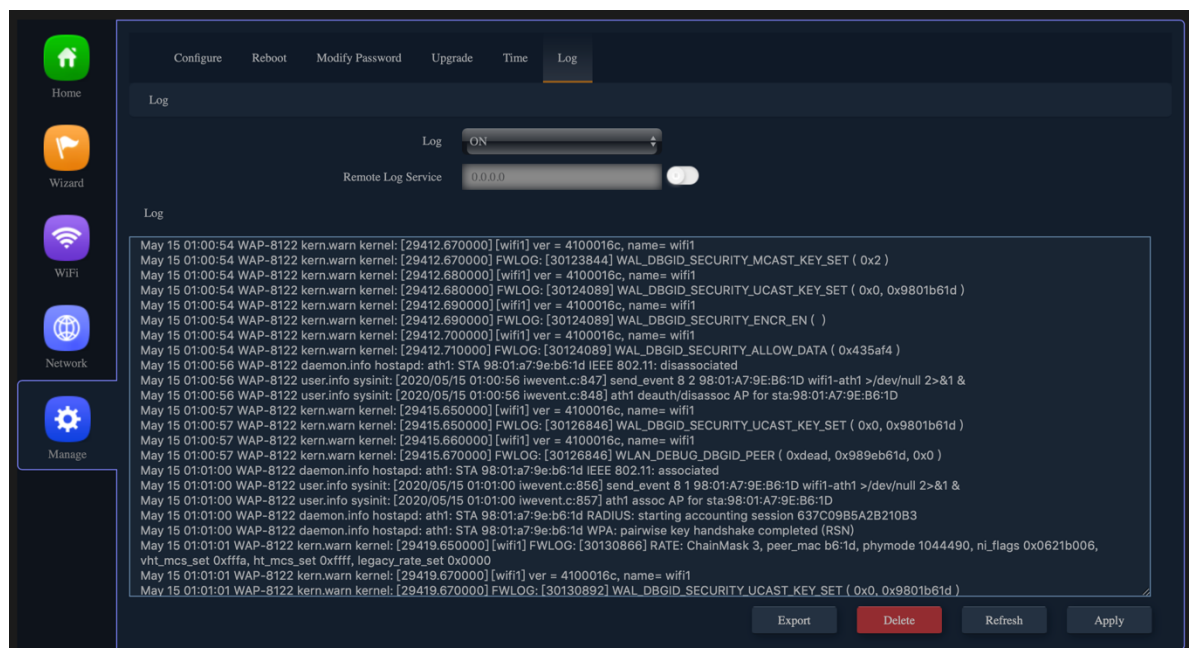 Configure Reboot Modify Password Upgrade Time Log
Home
Log
Log ON
Wizard
Remote Log Service 0.0.0.0
Log
WiFi
Network
Manage
May 15 01:00:54 WAP-8122 kern.warn kernel: [29412.670000] [wifi1] ver = 4100016c, name= wifi1
May 15 01:00:54 WAP-8122 kern.warn kernel: [29412.670000] FWLOG: [30123844] WAL_DBGID_SECURITY_MCAST_KEY_SET ( 0x2 )
May 15 01:00:54 WAP-8122 kern.warn kernel: [29412.680000] [wifi1] ver = 4100016c, name= wifi1
May 15 01:00:54 WAP-8122 kern.warn kernel: [29412.680000] FWLOG: [30124089] WAL_DBGID_SECURITY_UCAST_KEY_SET ( 0x0, 0x9801b61d )
May 15 01:00:54 WAP-8122 kern.warn kernel: [29412.690000] [wifi1] ver = 4100016c, name= wifi1
May 15 01:00:54 WAP-8122 kern.warn kernel: [29412.690000] FWLOG: [30124089] WAL_DBGID_SECURITY_ENCR_EN ( )
May 15 01:00:54 WAP-8122 kern.warn kernel: [29412.700000] [wifi1] ver = 4100016c, name= wifi1
May 15 01:00:54 WAP-8122 kern.warn kernel: [29412.710000] FWLOG: [30124089] WAL_DBGID_SECURITY_ALLOW_DATA ( 0x435af4 )
May 15 01:00:56 WAP-8122 daemon.info hostapd: ath1: STA 98:01:a7:9e:b6:1d IEEE 802.11: disassociated
May 15 01:00:56 WAP-8122 user.info sysinit: [2020/05/15 01:00:56 iwevent.c:847] send_event 8 2 98:01:A7:9E:B6:1D wifi1-ath1 >/dev/null 2>&1 &
May 15 01:00:56 WAP-8122 user.info sysinit: [2020/05/15 01:00:56 iwevent.c:848] ath1 deauth/disassoc AP for sta:98:01:A7:9E:B6:1D
May 15 01:00:57 WAP-8122 kern.warn kernel: [29415.650000] [wifi1] ver = 4100016c, name= wifi1
May 15 01:00:57 WAP-8122 kern.warn kernel: [29415.650000] FWLOG: [30126846] WAL_DBGID_SECURITY_UCAST_KEY_SET ( 0x0, 0x9801b61d )
May 15 01:00:57 WAP-8122 kern.warn kernel: [29415.660000] [wifi1] ver = 4100016c, name= wifi1
May 15 01:00:57 WAP-8122 kern.warn kernel: [29415.670000] FWLOG: [30126846] WLAN_DEBUG_DBGID_PEER ( 0xdead, 0x989eb61d, 0x0 )
May 15 01:01:00 WAP-8122 daemon.info hostapd: ath1: STA 98:01:a7:9e:b6:1d IEEE 802.11: associated
May 15 01:01:00 WAP-8122 user.info sysinit: [2020/05/15 01:01:00 iwevent.c:856] send_event 8 1 98:01:A7:9E:B6:1D wifi1-ath1 >/dev/null 2>&1 &
May 15 01:01:00 WAP-8122 user.info sysinit: [2020/05/15 01:01:00 iwevent.c:857] ath1 assoc AP for sta:98:01:A7:9E:B6:1D
May 15 01:01:00 WAP-8122 daemon.info hostapd: ath1: STA 98:01:a7:9e:b6:1d RADIUS: starting accounting session 637C09B5A2B210B3
May 15 01:01:00 WAP-8122 daemon.info hostapd: ath1: STA 98:01:a7:9e:b6:1d WPA: pairwise key handshake completed (RSN)
May 15 01:01:01 WAP-8122 kern.warn kernel: [29419.650000] [wifi1] FWLOG: [30130866] RATE: ChainMask 3, peer_mac b6:1d, phymode 1044490, ni_flags 0x0621b006,
vht_mcs_set 0xfffa, ht_mcs_set 0xffff, legacy_rate_set 0x0000
May 15 01:01:01 WAP-8122 kern.warn kernel: [29419.670000] [wifi1] ver = 4100016c, name= wifi1
May 15 01:01:01 WAP-8122 kern.warn kernel: [29419.670000] FWLOG: [30130892] WAL_DBGID_SECURITY_UCAST_KEY_SET ( 0x0, 0x9801b61d )
Export Delete Refresh Apply